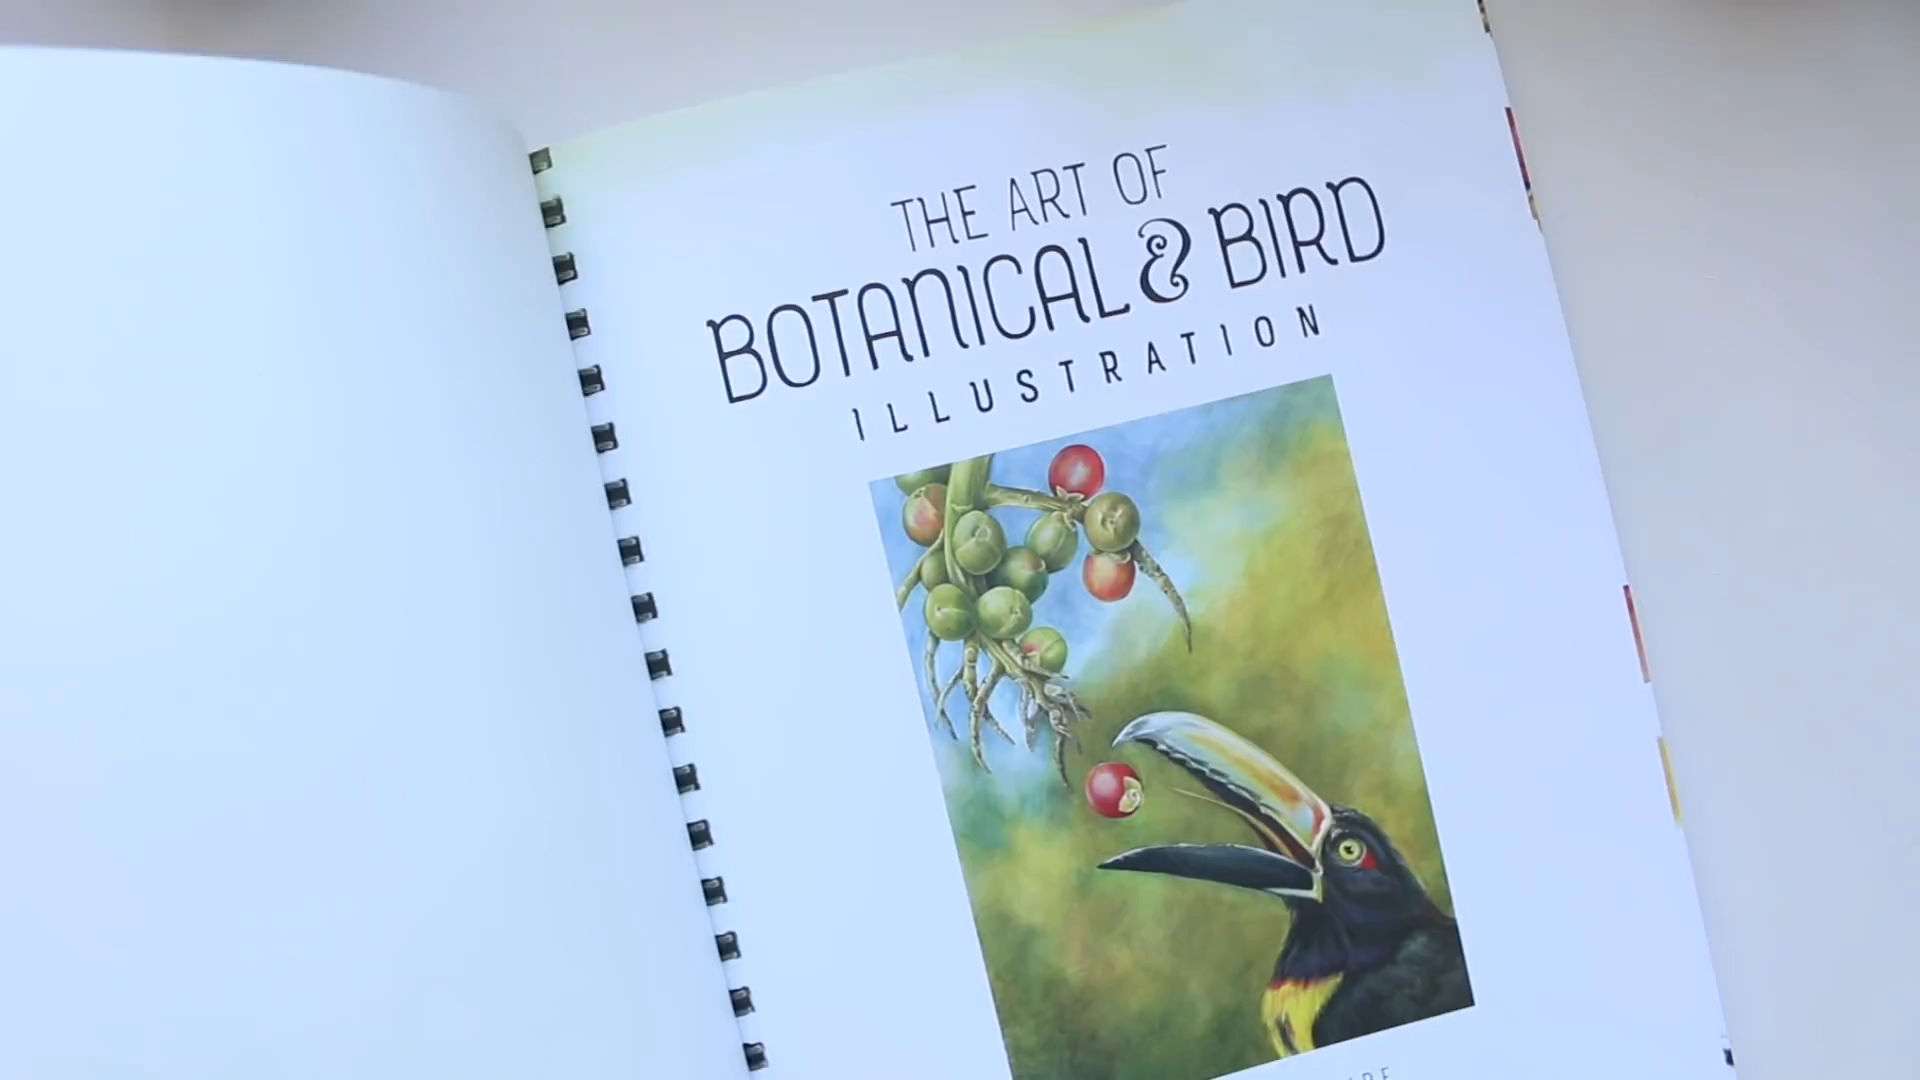 THE ART OF
BOTANICAL & BIRD
ILLUSTRATION